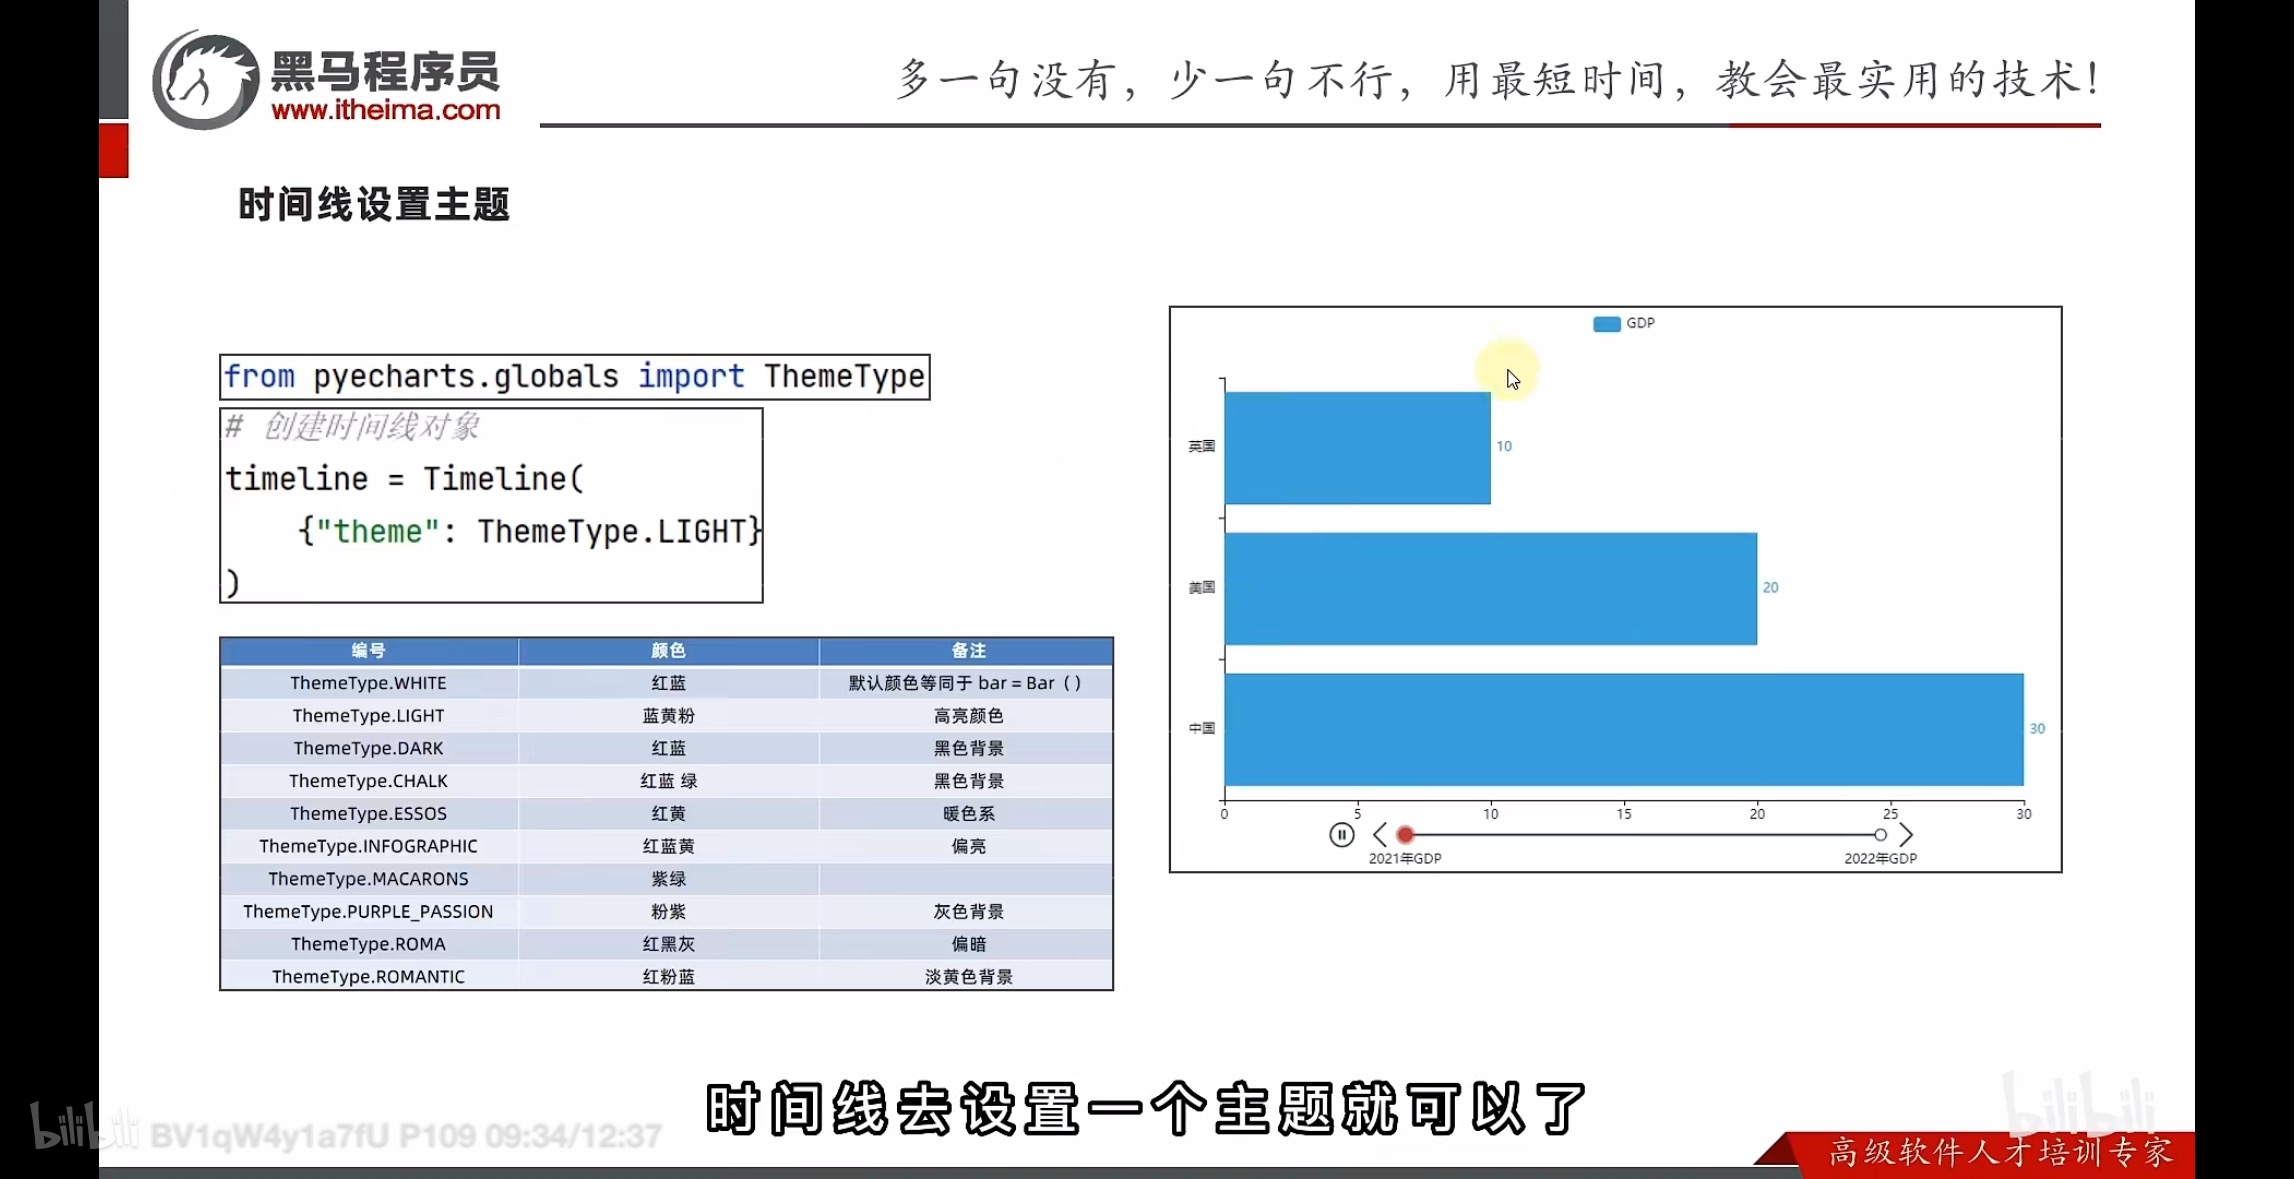 黑马程序员
www.itheima.com
多一句没有，少一句不行，用最短时间，教会最实用的技术！
时间线设置主题
from pyecharts.globals import ThemeType
# 创建时间线对象
timeline = Timeline(
{"theme": ThemeType.LIGHT}
)
编号 颜色 备注
ThemeType.WHITE 红蓝 默认颜色等同于 bar = Bar（）
ThemeType.LIGHT 蓝黄粉 高亮颜色
ThemeType.DARK 红蓝 黑色背景
ThemeType.CHALK 红蓝 绿 黑色背景
ThemeType.ESSOS 红黄 暖色系
ThemeType.INFOGRAPHIC 红蓝黄 偏亮
ThemeType.MACARONS 紫绿
ThemeType.PURPLE_PASSION 粉紫 灰色背景
ThemeType.ROMA 红黑灰 偏暗
ThemeType.ROMANTIC 红粉蓝 淡黄色背景
GDP
英国 10
美国 20
中国 30
0 5 10 15 20 25 30
2021年GDP 2022年GDP
时间线去设置一个主题就可以了
bilibili BV1qW4y1a7fU P109 09:34/12:37
bilibili
高级软件人才培训专家